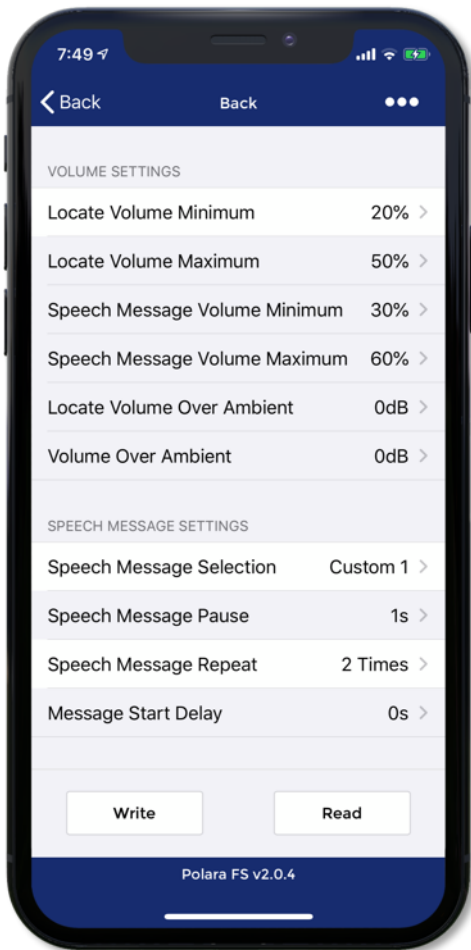 7:49
Back
Back
VOLUME SETTINGS
Locate Volume Minimum 20%
Locate Volume Maximum 50%
Speech Message Volume Minimum 30%
Speech Message Volume Maximum 60%
Locate Volume Over Ambient 0dB
Volume Over Ambient 0dB
SPEECH MESSAGE SETTINGS
Speech Message Selection Custom 1
Speech Message Pause 1s
Speech Message Repeat 2 Times
Message Start Delay 0s
Write Read
Polara FS v2.0.4